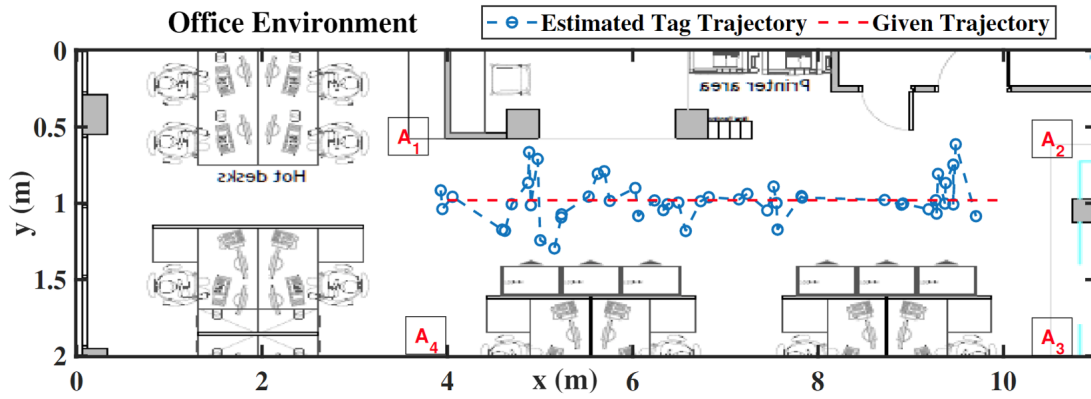 Office Environment
Estimated Tag Trajectory
Given Trajectory
0
0.5
1
1.5
2
y (m)
Printer area
A1
A2
Hot desks
A4
A3
0
2
4
6
8
10
x (m)